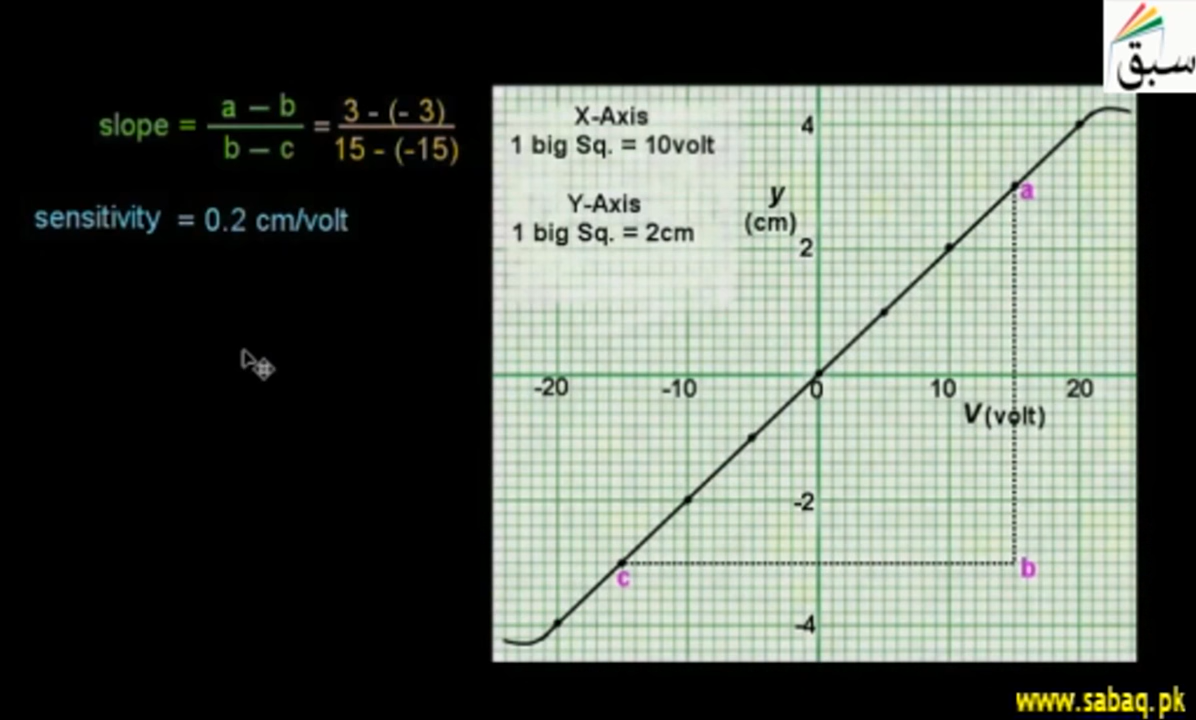 سبق
slope = a – b / b – c = 3 - (- 3) / 15 - (-15)
sensitivity = 0.2 cm/volt
X-Axis
1 big Sq. = 10volt
Y-Axis
1 big Sq. = 2cm
y
(cm)
4
2
-2
-4
-20 -10 0 10 20
V (volt)
a
b
c
www.sabaq.pk